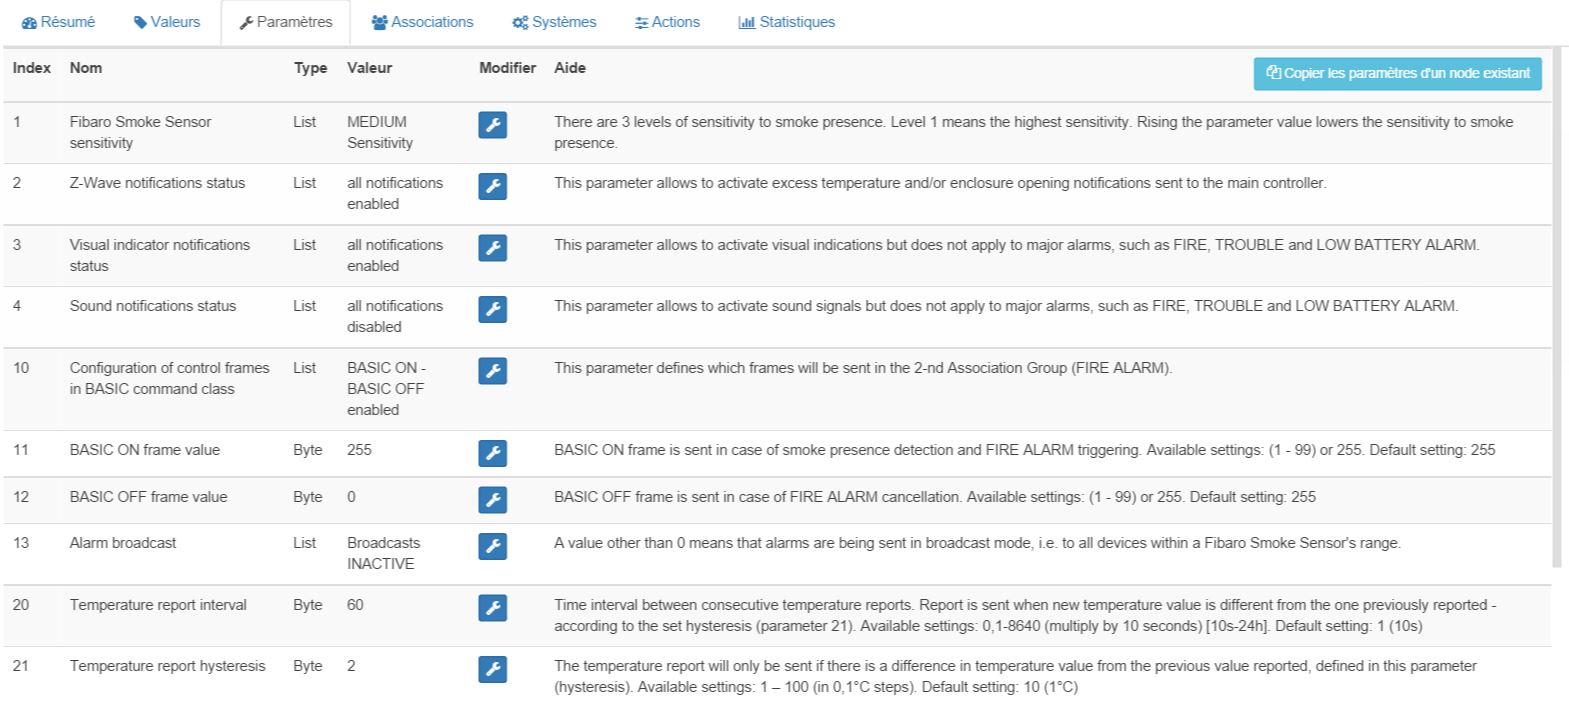 Résumé Valeurs Paramètres Associations Systèmes Actions Statistiques
Index Nom Type Valeur Modifier Aide Copier les paramètres d'un node existant
1 Fibaro Smoke Sensor List MEDIUM There are 3 levels of sensitivity to smoke presence. Level 1 means the highest sensitivity. Rising the parameter value lowers the sensitivity to smoke
sensitivity Sensitivity presence.
2 Z-Wave notifications status List all notifications This parameter allows to activate excess temperature and/or enclosure opening notifications sent to the main controller.
enabled
3 Visual indicator notifications List all notifications This parameter allows to activate visual indications but does not apply to major alarms, such as FIRE, TROUBLE and LOW BATTERY ALARM.
status enabled
4 Sound notifications status List all notifications This parameter allows to activate sound signals but does not apply to major alarms, such as FIRE, TROUBLE and LOW BATTERY ALARM.
disabled
10 Configuration of control frames List BASIC ON - This parameter defines which frames will be sent in the 2-nd Association Group (FIRE ALARM).
in BASIC command class BASIC OFF
enabled
11 BASIC ON frame value Byte 255 BASIC ON frame is sent in case of smoke presence detection and FIRE ALARM triggering. Available settings: (1 - 99) or 255. Default setting: 255
12 BASIC OFF frame value Byte 0 BASIC OFF frame is sent in case of FIRE ALARM cancellation. Available settings: (1 - 99) or 255. Default setting: 255
13 Alarm broadcast List Broadcasts A value other than 0 means that alarms are being sent in broadcast mode, i.e. to all devices within a Fibaro Smoke Sensor's range.
INACTIVE
20 Temperature report interval Byte 60 Time interval between consecutive temperature reports. Report is sent when new temperature value is different from the one previously reported -
according to the set hysteresis (parameter 21). Available settings: 0,1-8640 (multiply by 10 seconds) [10s-24h]. Default setting: 1 (10s)
21 Temperature report hysteresis Byte 2 The temperature report will only be sent if there is a difference in temperature value from the previous value reported, defined in this parameter
(hysteresis). Available settings: 1 – 100 (in 0,1°C steps). Default setting: 10 (1°C)